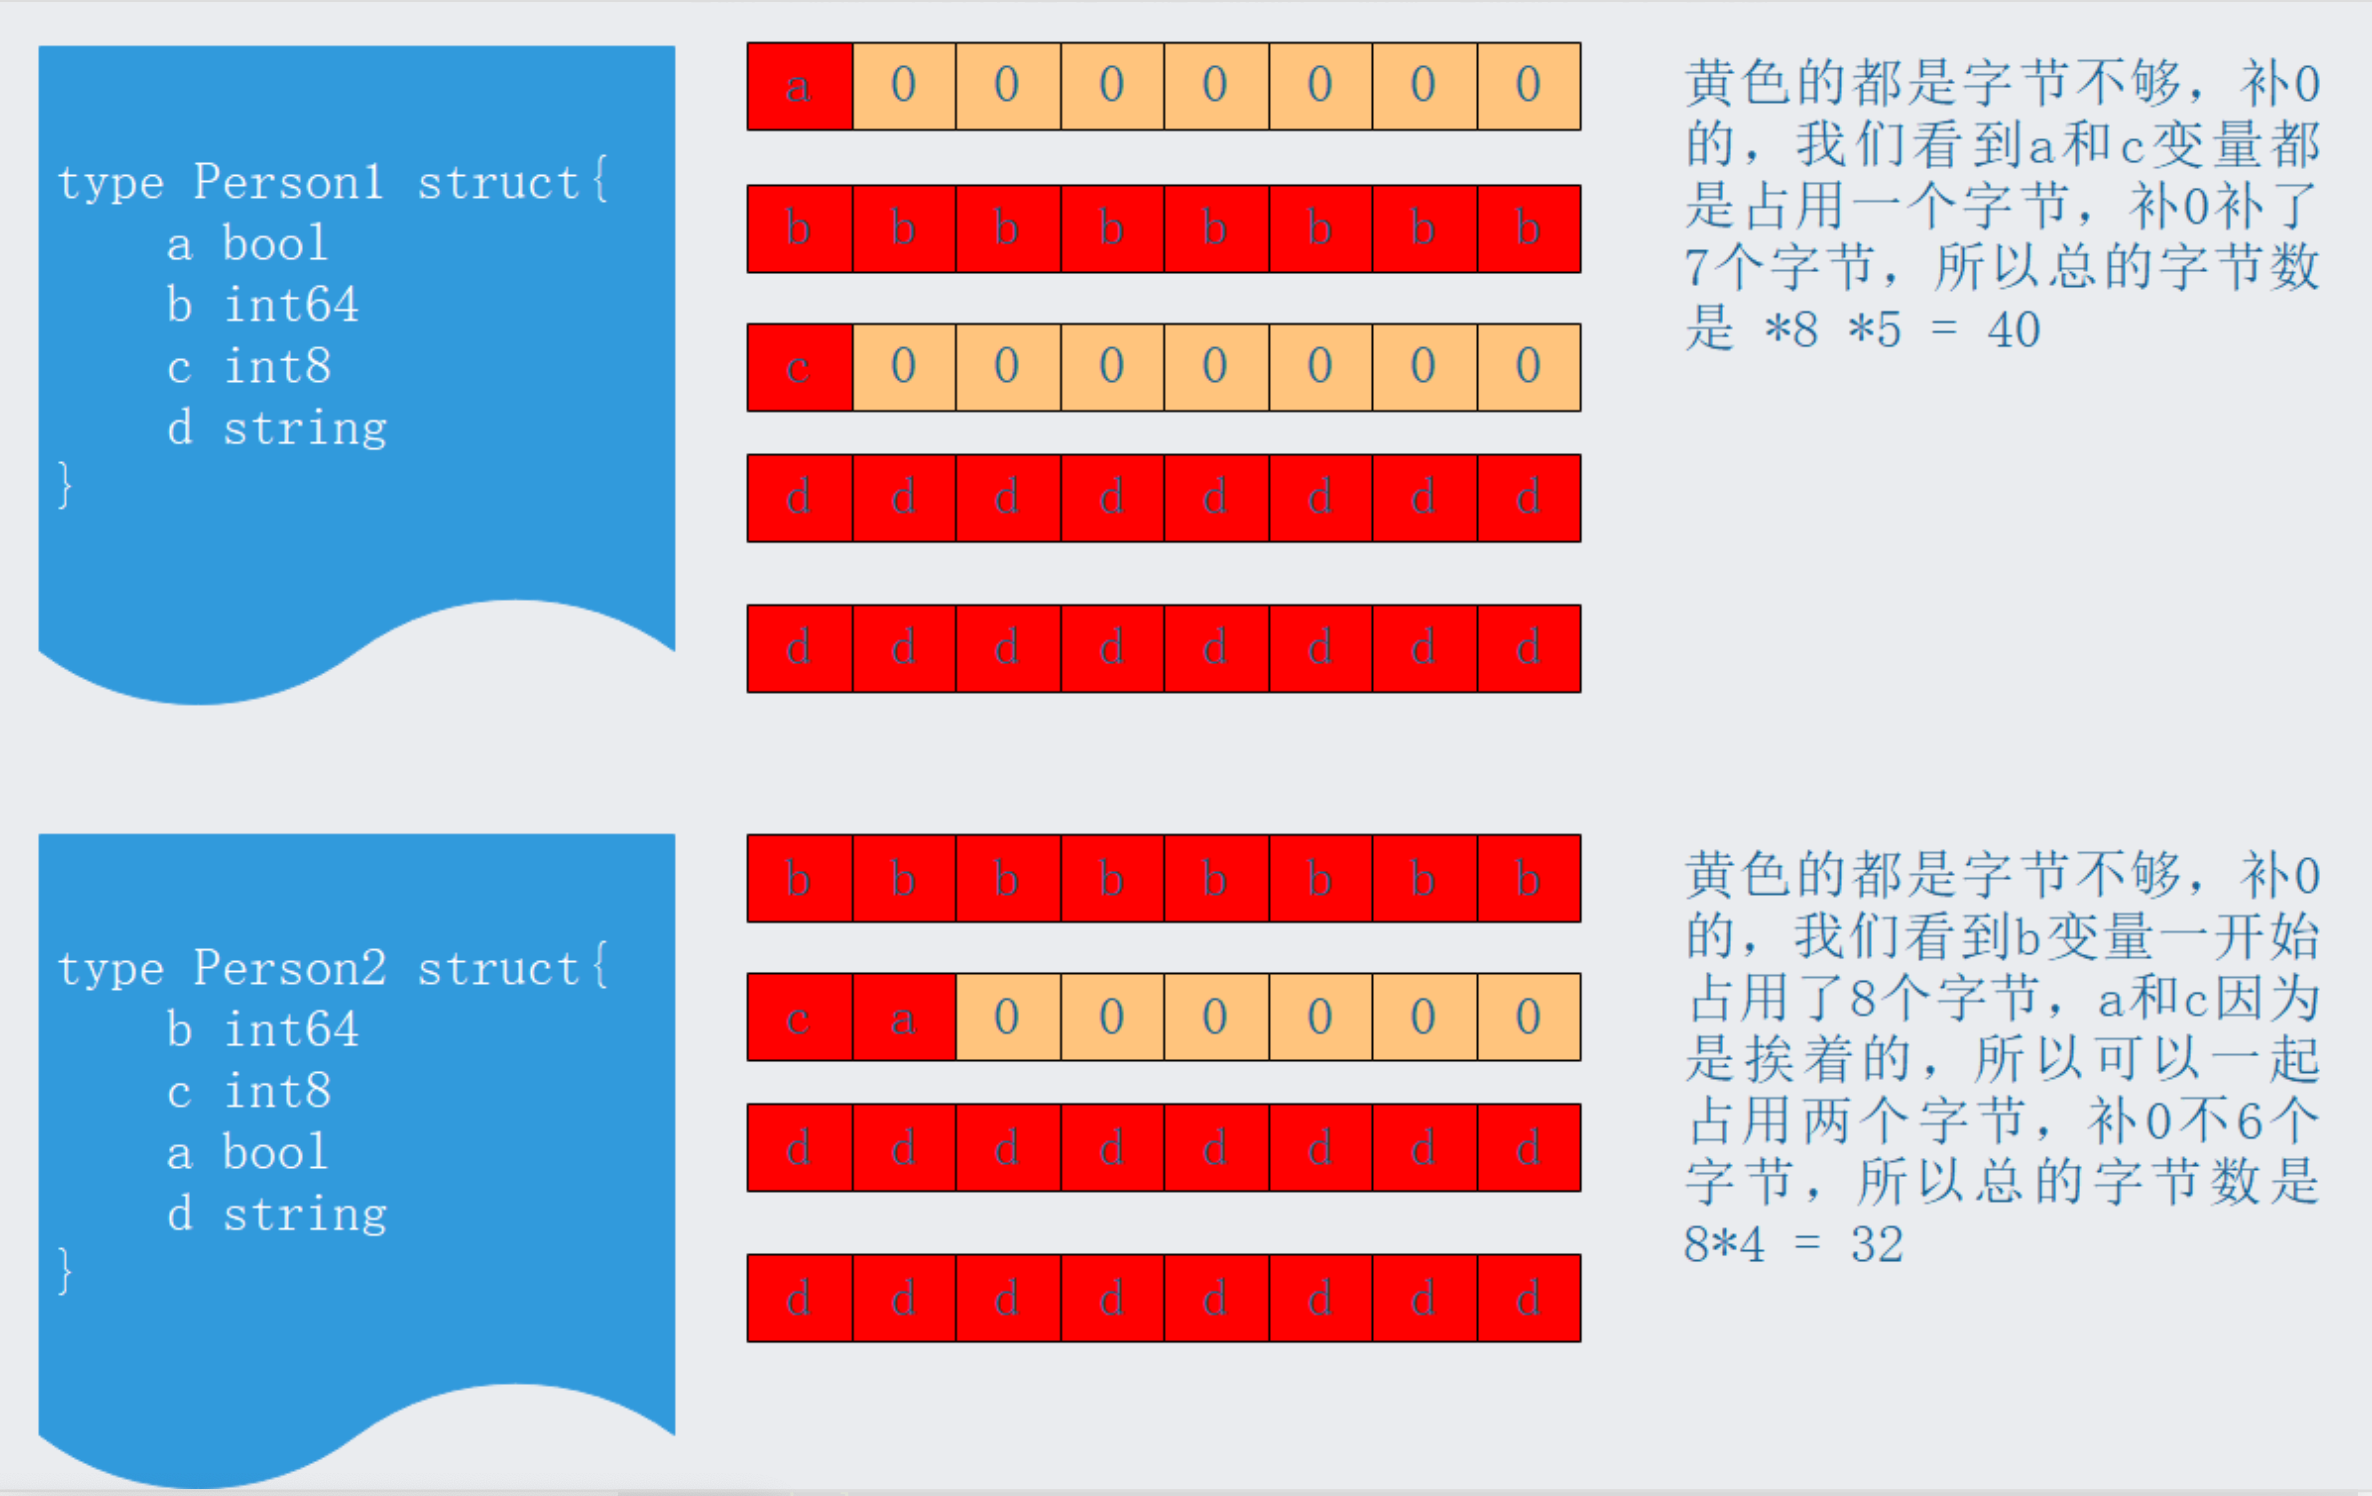 type Person1 struct{
a bool
b int64
c int8
d string
}
a 0 0 0 0 0 0 0
b b b b b b b b
c 0 0 0 0 0 0 0
d d d d d d d d
d d d d d d d d
黄色的都是字节不够，补0
的，我们看到a和c变量都
是占用一个字节，补0补了
7个字节，所以总的字节数
是 *8 *5 = 40
type Person2 struct{
b int64
c int8
a bool
d string
}
b b b b b b b b
c a 0 0 0 0 0 0
d d d d d d d d
d d d d d d d d
黄色的都是字节不够，补0
的，我们看到b变量一开始
占用了8个字节，a和c因为
是挨着的，所以可以一起
占用两个字节，补0不6个
字节，所以总的字节数是
8*4 = 32